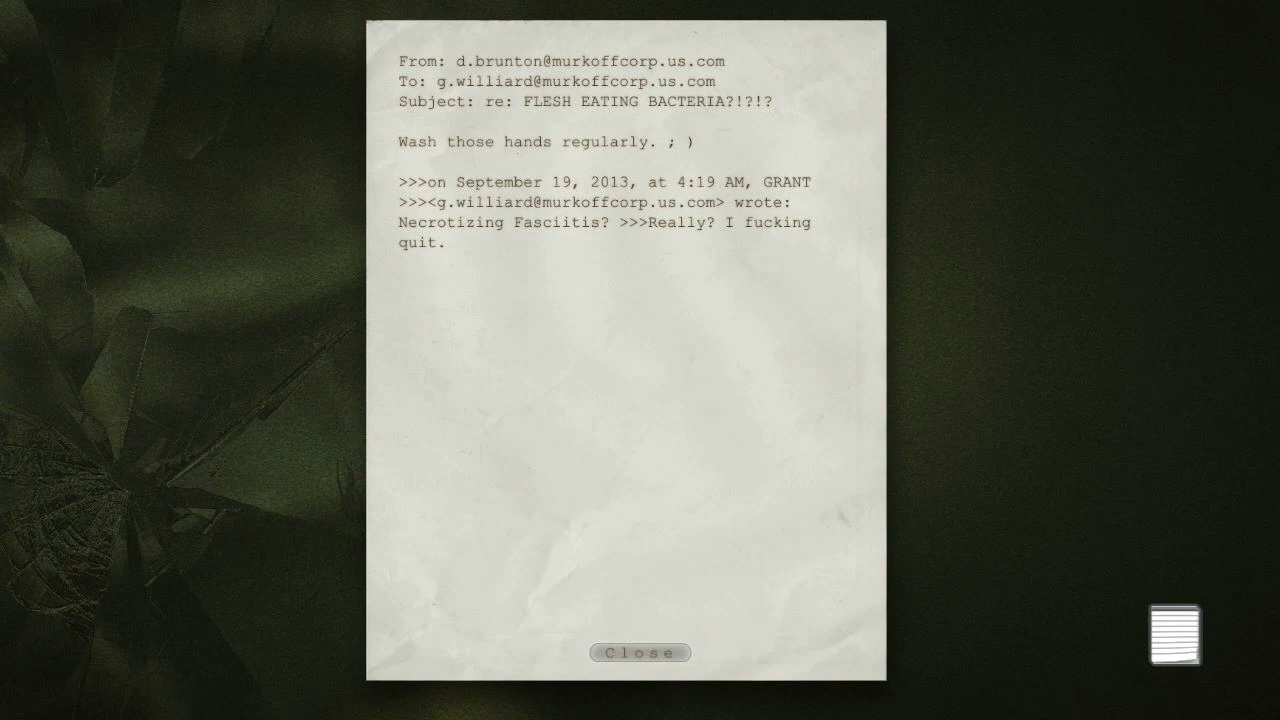 From: d.brunton@murkoffcorp.us.com
To: g.williard@murkoffcorp.us.com
Subject: re: FLESH EATING BACTERIA?!?!?
Wash those hands regularly. ; )
>>>on September 19, 2013, at 4:19 AM, GRANT
>>><g.williard@murkoffcorp.us.com> wrote:
Necrotizing Fasciitis? >>>Really? I fucking
quit.
Close